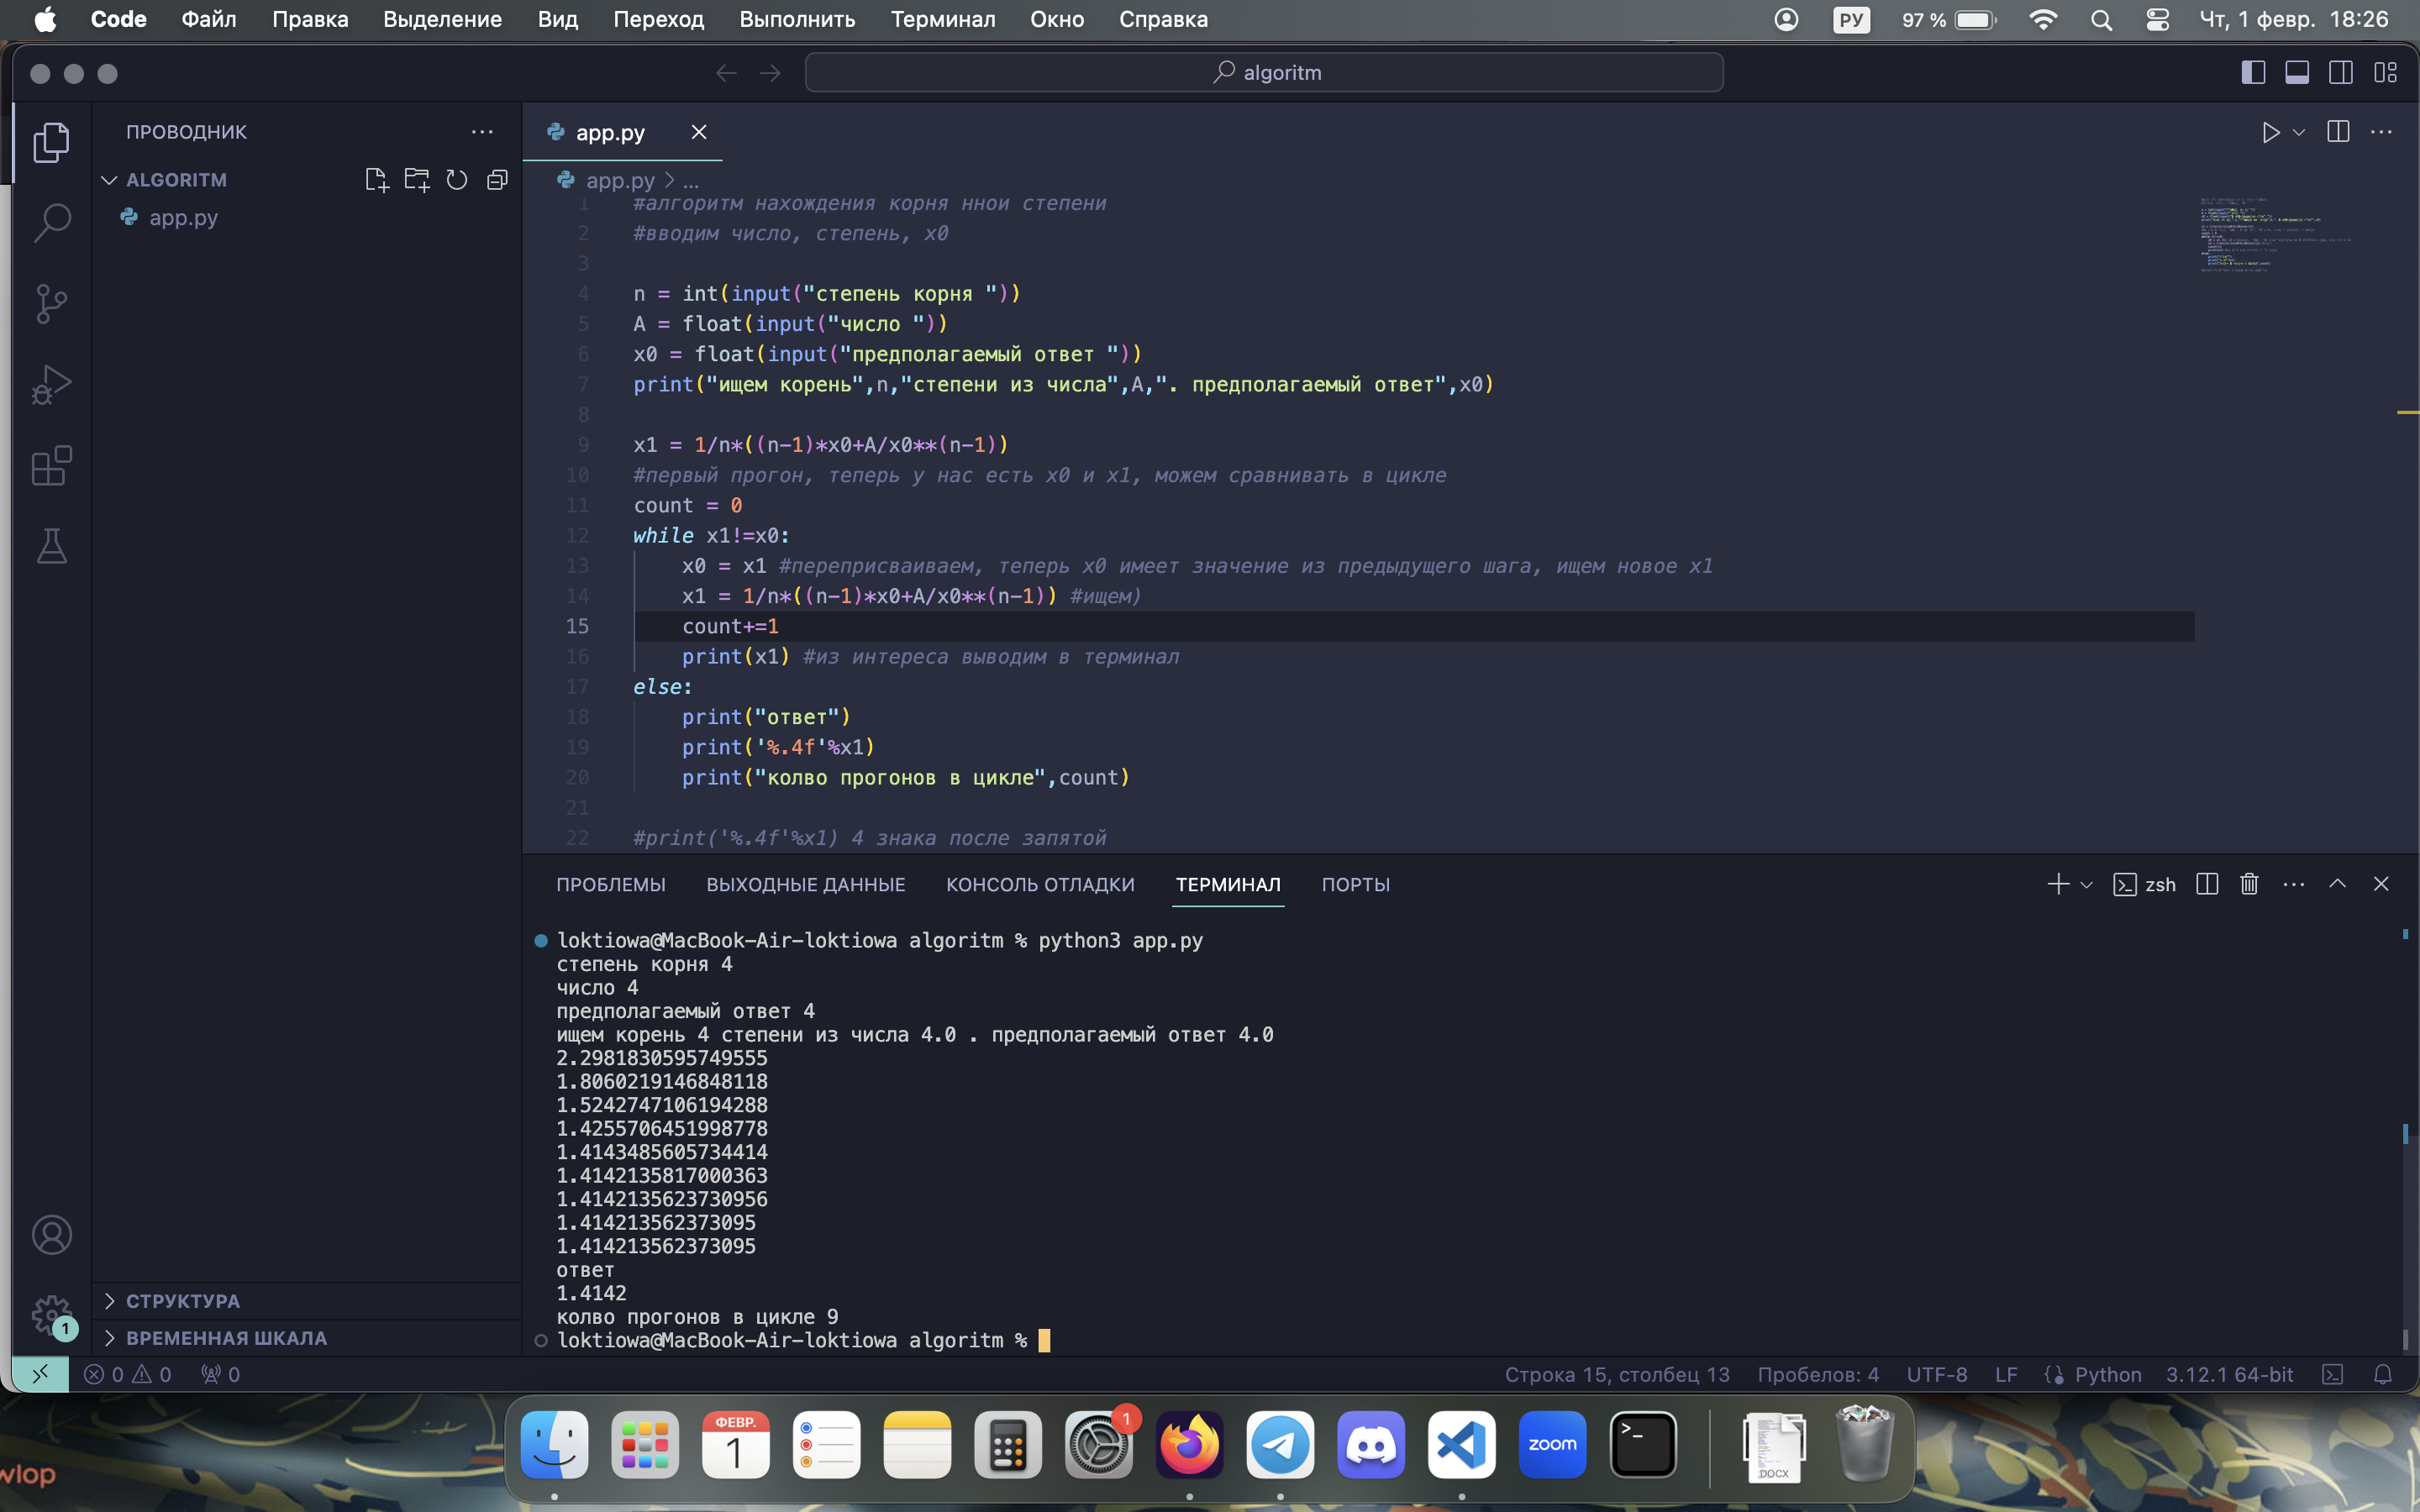 Code Файл Правка Выделение Вид Переход Выполнить Терминал Окно Справка РУ 97 % Чт, 1 февр. 18:26
algoritm
ПРОВОДНИК
app.py
ALGORITM
app.py > ...
app.py
1 #алгоритм нахождения корня ннои степени
2 #вводим число, степень, x0
3
4 n = int(input("степень корня "))
5 A = float(input("число "))
6 x0 = float(input("предполагаемый ответ "))
7 print("ищем корень",n,"степени из числа",A,". предполагаемый ответ",x0)
8
9 x1 = 1/n*((n-1)*x0+A/x0**(n-1))
10 #первый прогон, теперь у нас есть x0 и x1, можем сравнивать в цикле
11 count = 0
12 while x1!=x0:
13 x0 = x1 #переприсваиваем, теперь x0 имеет значение из предыдущего шага, ищем новое x1
14 x1 = 1/n*((n-1)*x0+A/x0**(n-1)) #ищем)
15 count+=1
16 print(x1) #из интереса выводим в терминал
17 else:
18 print("ответ")
19 print('%.4f'%x1)
20 print("колво прогонов в цикле",count)
21
22 #print('%.4f'%x1) 4 знака после запятой
ПРОБЛЕМЫ ВЫХОДНЫЕ ДАННЫЕ КОНСОЛЬ ОТЛАДКИ ТЕРМИНАЛ ПОРТЫ zsh
loktiowa@MacBook-Air-loktiowa algoritm % python3 app.py
степень корня 4
число 4
предполагаемый ответ 4
ищем корень 4 степени из числа 4.0 . предполагаемый ответ 4.0
2.2981830595749555
1.8060219146848118
1.5242747106194288
1.4255706451998778
1.4143485605734414
1.4142135817000363
1.4142135623730956
1.414213562373095
1.414213562373095
ответ
1.4142
колво прогонов в цикле 9
loktiowa@MacBook-Air-loktiowa algoritm %
СТРУКТУРА
1
ВРЕМЕННАЯ ШКАЛА
0 0 0 Строка 15, столбец 13 Пробелов: 4 UTF-8 LF Python 3.12.1 64-bit
ФЕВР.
1
1
zoom
DOCX
wlop